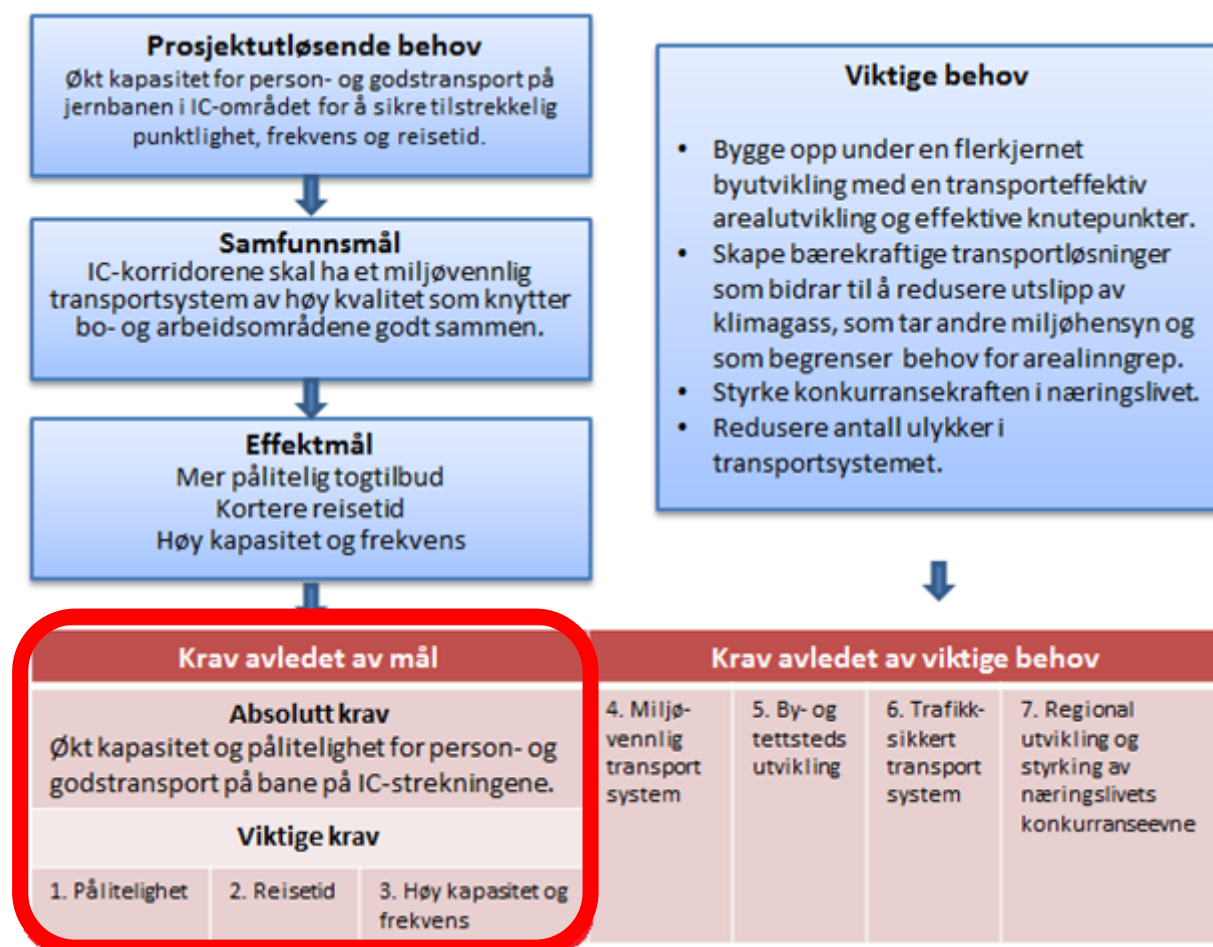 Prosjektutløsende behov
Økt kapasitet for person- og godstransport på
jernbanen i IC-området for å sikre tilstrekkelig
punktlighet, frekvens og reisetid.
Samfunnsmål
IC-korridorene skal ha et miljøvennlig
transportsystem av høy kvalitet som knytter
bo- og arbeidsområdene godt sammen.
Effektmål
Mer pålitelig togtilbud
Kortere reisetid
Høy kapasitet og frekvens
Viktige behov
• Bygge opp under en flerkjernet
byutvikling med en transporteffektiv
arealutvikling og effektive knutepunkter.
• Skape bærekraftige transportløsninger
som bidrar til å redusere utslipp av
klimagass, som tar andre miljøhensyn og
som begrenser behov for arealinngrep.
• Styrke konkurransekraften i næringslivet.
• Redusere antall ulykker i
transportsystemet.
Krav avledet av mål
Absolutt krav
Økt kapasitet og pålitelighet for person- og
godstransport på bane på IC-strekningene.
Viktige krav
1. Pålitelighet
2. Reisetid
3. Høy kapasitet og
frekvens
Krav avledet av viktige behov
4. Miljø-
vennlig
transport
system
5. By- og
tettsteds
utvikling
6. Trafikk-
sikkert
transport
system
7. Regional
utvikling og
styrking av
næringslivets
konkurranseevne